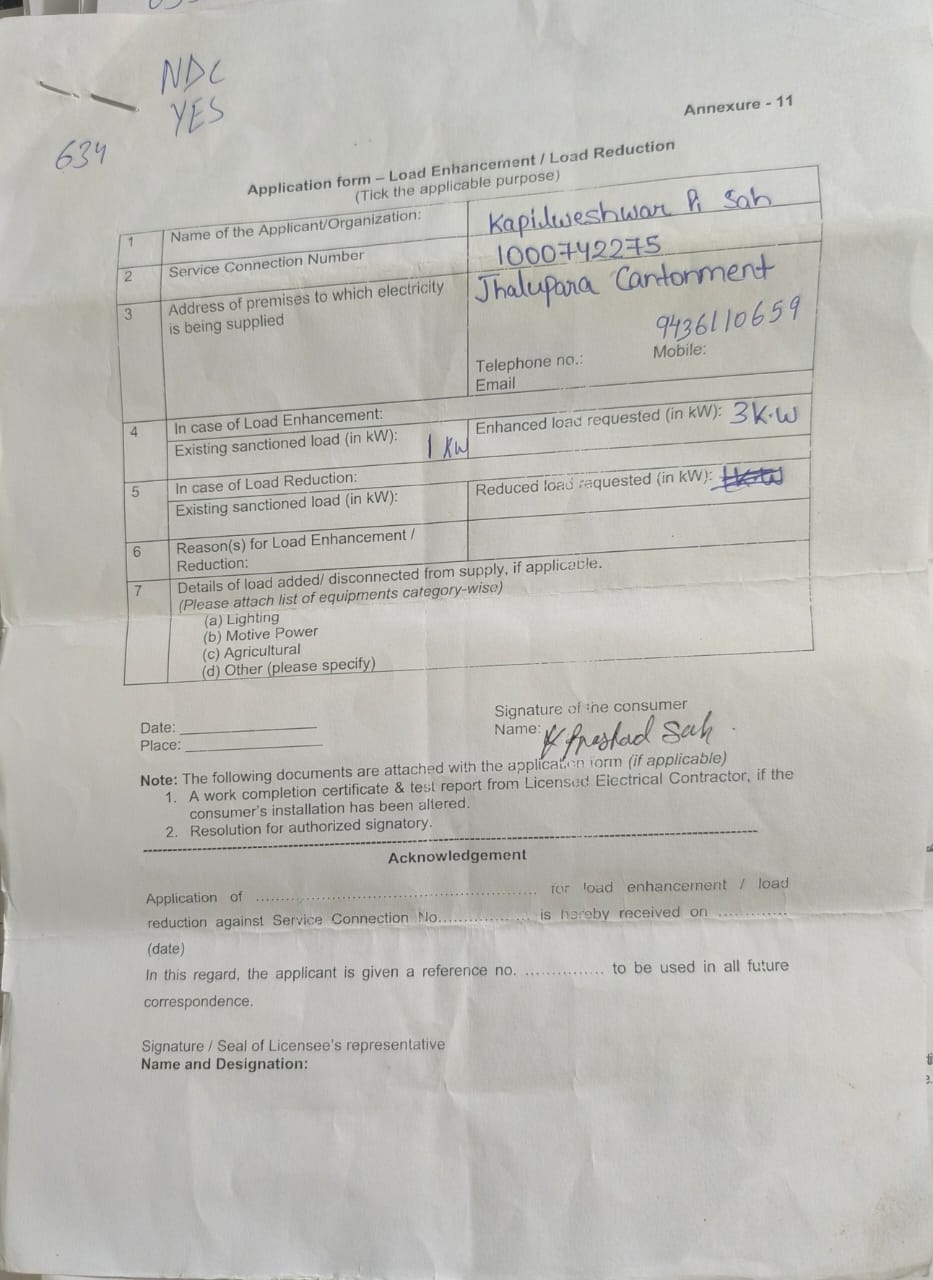 NDC
YES
634
Annexure - 11
Application form – Load Enhancement / Load Reduction
(Tick the applicable purpose)
1 Name of the Applicant/Organization: Kapilweshwar P. Sah
2 Service Connection Number 1000742275
3 Address of premises to which electricity is being supplied Jhalupara Cantonment
9436110659
Telephone no.: Mobile:
Email
4 In case of Load Enhancement:
Existing sanctioned load (in kW): 1 KW Enhanced load requested (in kW): 3K.W
5 In case of Load Reduction:
Existing sanctioned load (in kW): Reduced load requested (in kW):
6 Reason(s) for Load Enhancement /
Reduction:
7 Details of load added/ disconnected from supply, if applicable.
(Please attach list of equipments category-wise)
(a) Lighting
(b) Motive Power
(c) Agricultural
(d) Other (please specify)
Signature of the consumer
Date: Name: K Prashad Sah
Place:
Note: The following documents are attached with the application form (if applicable)
1. A work completion certificate & test report from Licensed Electrical Contractor, if the
consumer's installation has been altered.
2. Resolution for authorized signatory.
Acknowledgement
Application of .................................................. for load enhancement / load
reduction against Service Connection No................. is hereby received on .............
(date)
In this regard, the applicant is given a reference no. ............... to be used in all future
correspondence.
Signature / Seal of Licensee's representative
Name and Designation: